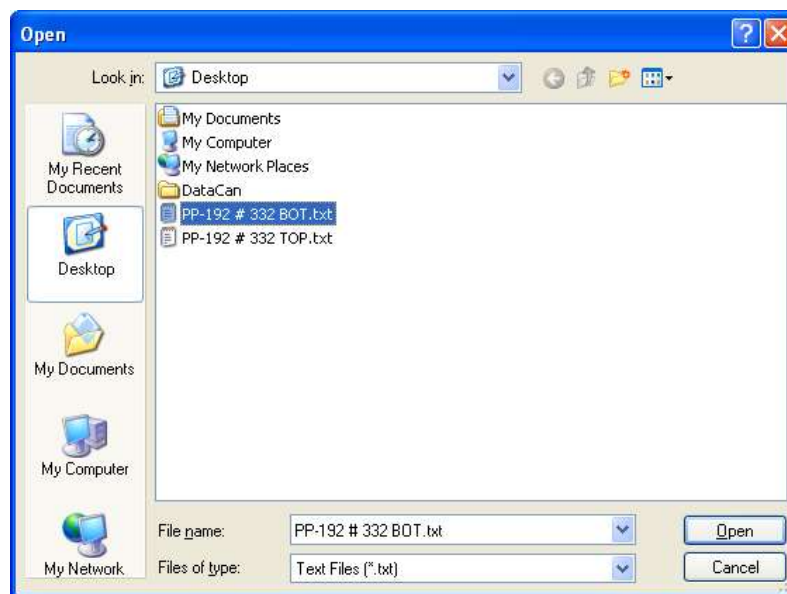 Open
Look in: Desktop
My Recent
Documents
Desktop
My Documents
My Computer
My Network
My Documents
My Computer
My Network Places
DataCan
PP-192 # 332 BOT.txt
PP-192 # 332 TOP.txt
File name: PP-192 # 332 BOT.txt Open
Files of type: Text Files (*.txt) Cancel